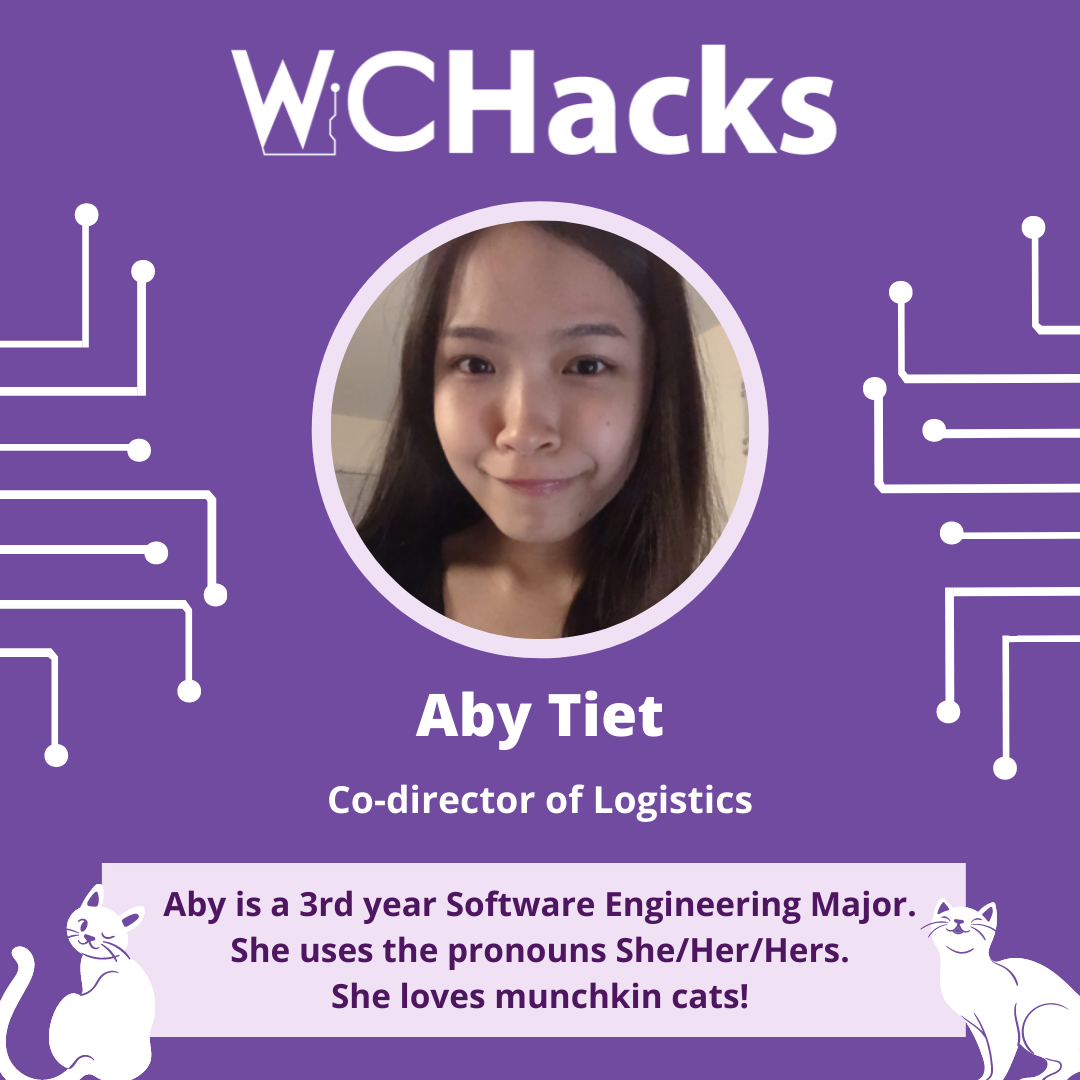 WiCHacks
Aby Tiet
Co-director of Logistics
Aby is a 3rd year Software Engineering Major.
She uses the pronouns She/Her/Hers.
She loves munchkin cats!